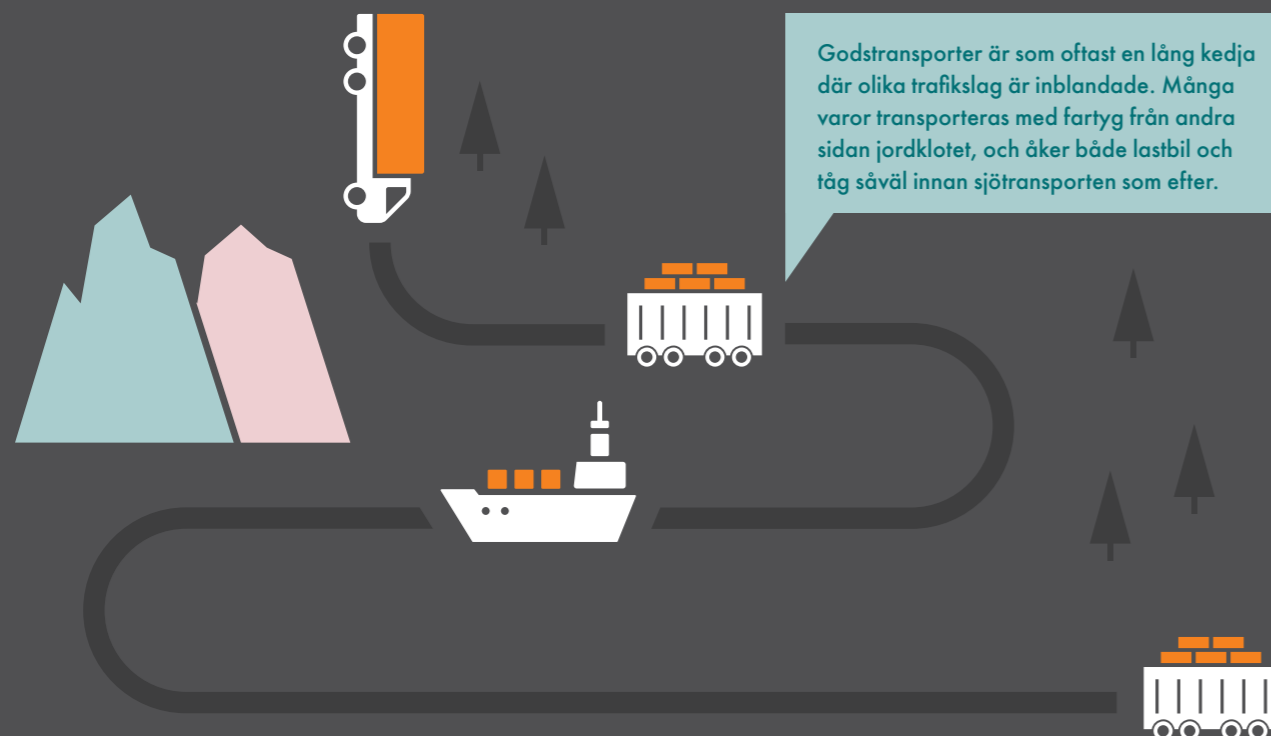 Godstransporter är som oftast en lång kedja
där olika trafikslag är inblandade. Många
varor transporteras med fartyg från andra
sidan jordklotet, och åker både lastbil och
tåg såväl innan sjötransporten som efter.